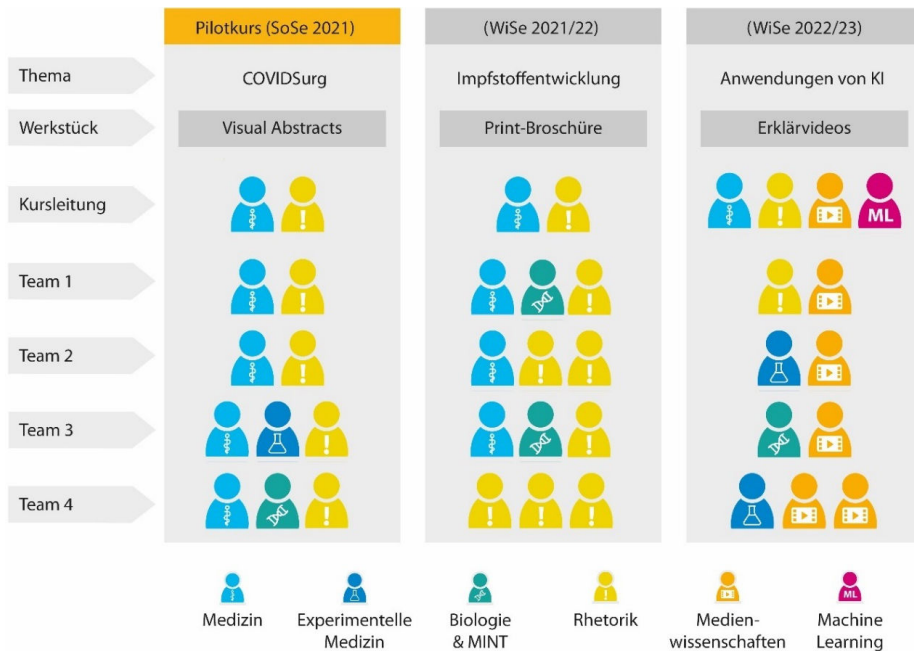 Pilotkurs (SoSe 2021)
(WiSe 2021/22)
(WiSe 2022/23)
Thema
COVIDSurg
Impfstoffentwicklung
Anwendungen von KI
Werkstück
Visual Abstracts
Print-Broschüre
Erklärvideos
Kursleitung
ML
Team 1
Team 2
Team 3
Team 4
ML
Medizin
Experimentelle
Medizin
Biologie
& MINT
Rhetorik
Medien-
wissenschaften
Machine
Learning